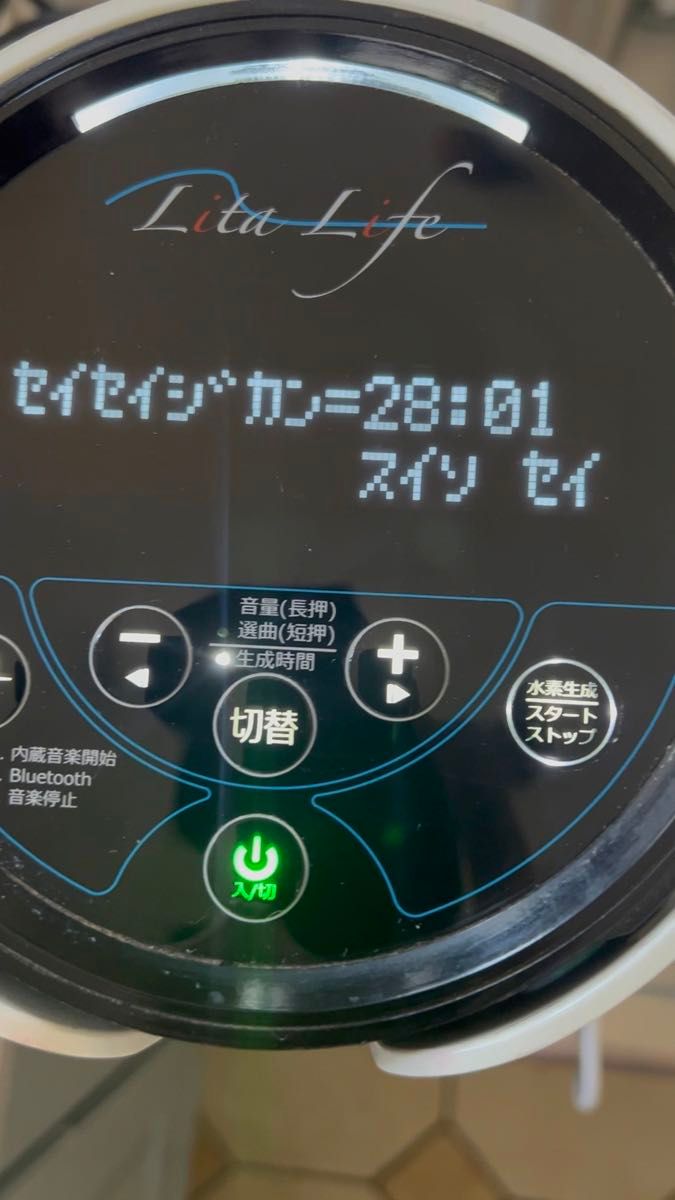 Lita Life
セイセイジカン=28:01
スイソ セイ
音量(長押)
選曲(短押)
生成時間
切替
水素生成
スタート
ストップ
内蔵音楽開始
Bluetooth
音楽停止
入/切